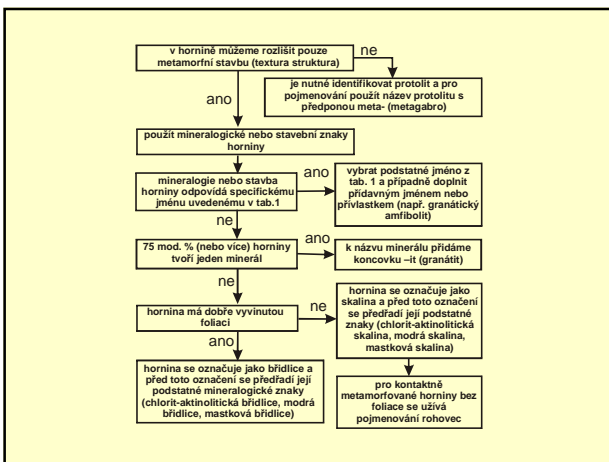 v hornině můžeme rozlišit pouze
metamorfní stavbu (textura struktura)
ne
je nutné identifikovat protolit a pro
pojmenování použít název protolitu s
předponou meta- (metagabro)
ano
použít mineralogické nebo stavební znaky
horniny
mineralogie nebo stavba
horniny odpovídá specifickému
jménu uvedenému v tab.1
ano
vybrat podstatné jméno z
tab. 1 a případně doplnit
přídavným jménem nebo
přívlastkem (např. granátický
amfibolit)
ne
75 mod. % (nebo více) horniny
tvoří jeden minerál
ano
k názvu minerálu přidáme
koncovku –it (granátit)
ne
hornina má dobře vyvinutou
foliaci
ne
hornina se označuje jako
skalina a před toto označení
se předřadí její podstatné
znaky (chlorit-aktinolitická
skalina, modrá skalina,
mastková skalina)
ano
hornina se označuje jako břidlice a
před toto označení se předřadí její
podstatné mineralogické znaky
(chlorit-aktinolitická břidlice, modrá
břidlice, mastková břidlice)
pro kontaktně
metamorfované horniny bez
foliace se užívá
pojmenování rohovec